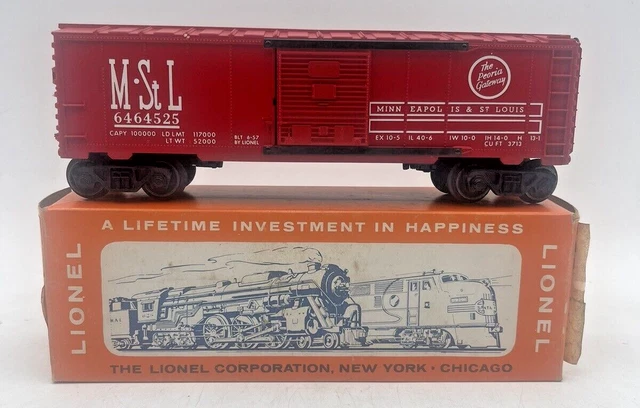 M·St L
6464525
CAPY 100000 LD LMT 117000
LT WT 52000
BLT 6-57
BY LIONEL
The
Peoria
Gateway
MINNEAPOLIS & ST LOUIS
EX 10-5 IL 40-6 IW 10-0 IH 14-0 H 13-1
CU FT 3713
A LIFETIME INVESTMENT IN HAPPINESS
LIONEL
LIONEL
THE LIONEL CORPORATION, NEW YORK · CHICAGO